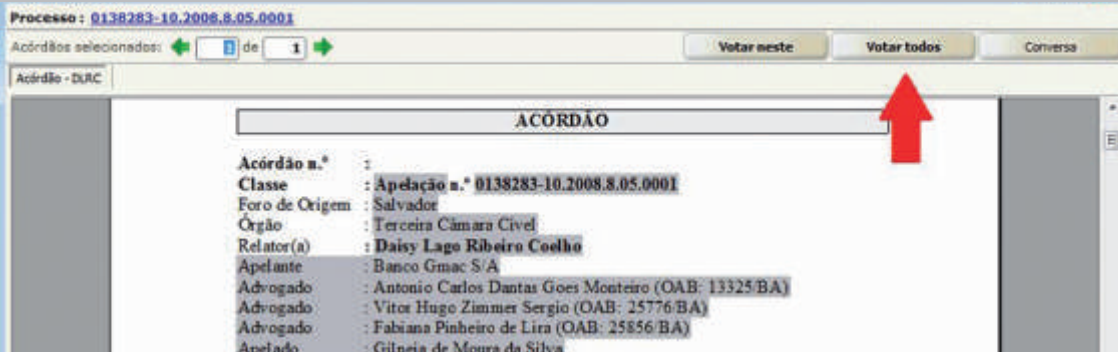 Processo : 0138283-10.2008.8.05.0001
Acórdãos selecionados: 1 de 1 Votar neste Votar todos Conversa
Acórdão - DLRC
ACÓRDÃO
Acórdão n.º :
Classe : Apelação n.º 0138283-10.2008.8.05.0001
Foro de Origem : Salvador
Órgão : Terceira Câmara Cível
Relator(a) : Daisy Lago Ribeiro Coelho
Apelante : Banco Gmac S/A
Advogado : Antonio Carlos Dantas Goes Monteiro (OAB: 13325/BA)
Advogado : Vitor Hugo Zimmer Sergio (OAB: 25776/BA)
Advogado : Fabiana Pinheiro de Lira (OAB: 25856/BA)
Apelado : Gilneia de Moura da Silva